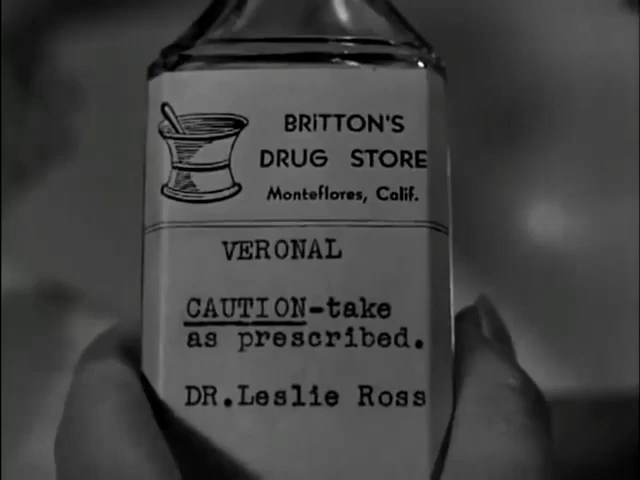 BRITTON'S
DRUG STORE
Monteflores, Calif.
VERONAL
CAUTION-take
as prescribed.
DR.Leslie Ross